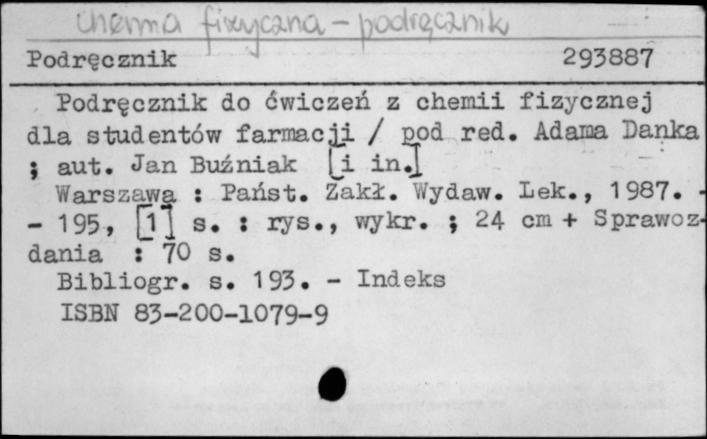 chemia fizyczna - podręcznik
Podręcznik 293887
Podręcznik do ćwiczeń z chemii fizycznej
dla studentów farmacji / pod red. Adama Danka
; aut. Jan Buźniak [i in.]
Warszawa : Państ. Zakł. Wydaw. Lek., 1987. -
- 195, [1] s. : rys., wykr. ; 24 cm + Sprawoz-
dania : 70 s.
Bibliogr. s. 193. - Indeks
ISBN 83-200-1079-9